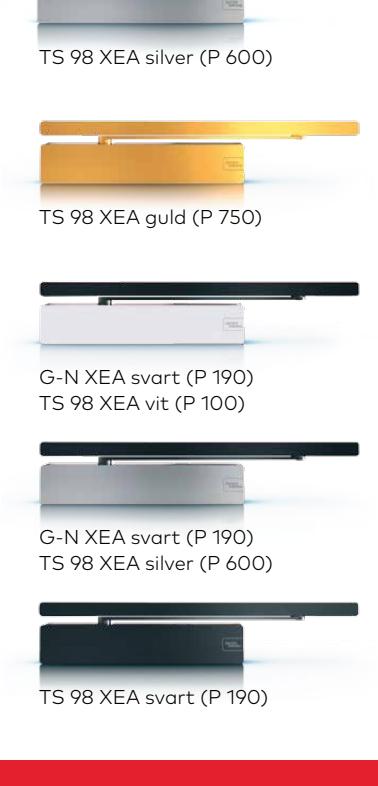 TS 98 XEA silver (P 600)
TS 98 XEA guld (P 750)
G-N XEA svart (P 190)
TS 98 XEA vit (P 100)
G-N XEA svart (P 190)
TS 98 XEA silver (P 600)
TS 98 XEA svart (P 190)